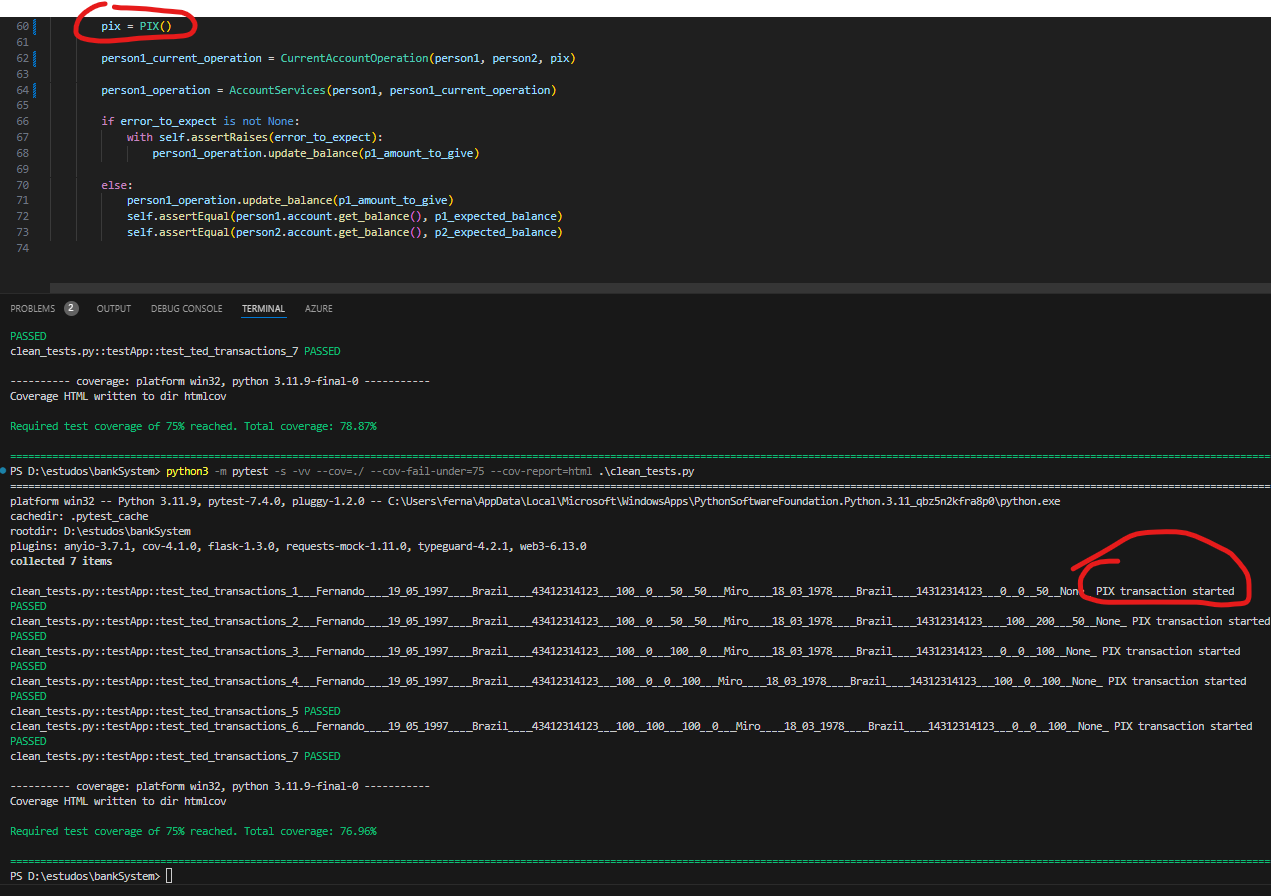 60 pix = PIX()
61
62 person1_current_operation = CurrentAccountOperation(person1, person2, pix)
63
64 person1_operation = AccountServices(person1, person1_current_operation)
65
66 if error_to_expect is not None:
67 with self.assertRaises(error_to_expect):
68 person1_operation.update_balance(p1_amount_to_give)
69
70 else:
71 person1_operation.update_balance(p1_amount_to_give)
72 self.assertEqual(person1.account.get_balance(), p1_expected_balance)
73 self.assertEqual(person2.account.get_balance(), p2_expected_balance)
74
PROBLEMS 2 OUTPUT DEBUG CONSOLE TERMINAL AZURE
PASSED
clean_tests.py::testApp::test_ted_transactions_7 PASSED
---------- coverage: platform win32, python 3.11.9-final-0 -----------
Coverage HTML written to dir htmlcov
Required test coverage of 75% reached. Total coverage: 78.87%
PS D:\estudos\bankSystem> python3 -m pytest -s -vv --cov=./ --cov-fail-under=75 --cov-report=html .\clean_tests.py
platform win32 -- Python 3.11.9, pytest-7.4.0, pluggy-1.2.0 -- C:\Users\ferna\AppData\Local\Microsoft\WindowsApps\PythonSoftwareFoundation.Python.3.11_qbz5n2kfra8p0\python.exe
cachedir: .pytest_cache
rootdir: D:\estudos\bankSystem
plugins: anyio-3.7.1, cov-4.1.0, flask-1.3.0, requests-mock-1.11.0, typeguard-4.2.1, web3-6.13.0
collected 7 items
clean_tests.py::testApp::test_ted_transactions_1___Fernando____19_05_1997____Brazil____43412314123___100__0___50__50___Miro____18_03_1978____Brazil____14312314123___0__0__50__None_ PIX transaction started
PASSED
clean_tests.py::testApp::test_ted_transactions_2___Fernando____19_05_1997____Brazil____43412314123___100__0___50__50___Miro____18_03_1978____Brazil____14312314123____100__200___50__None_ PIX transaction started
PASSED
clean_tests.py::testApp::test_ted_transactions_3___Fernando____19_05_1997____Brazil____43412314123___100__0___100__0___Miro____18_03_1978____Brazil____14312314123___0__0__100__None_ PIX transaction started
PASSED
clean_tests.py::testApp::test_ted_transactions_4___Fernando____19_05_1997____Brazil____43412314123___100__0__0__100___Miro____18_03_1978____Brazil____14312314123___100__0__100__None_ PIX transaction started
PASSED
clean_tests.py::testApp::test_ted_transactions_5 PASSED
clean_tests.py::testApp::test_ted_transactions_6___Fernando____19_05_1997____Brazil____43412314123___100__100___100__0___Miro____18_03_1978____Brazil____14312314123___0__0__100__None_ PIX transaction started
PASSED
clean_tests.py::testApp::test_ted_transactions_7 PASSED
---------- coverage: platform win32, python 3.11.9-final-0 -----------
Coverage HTML written to dir htmlcov
Required test coverage of 75% reached. Total coverage: 76.96%
PS D:\estudos\bankSystem>